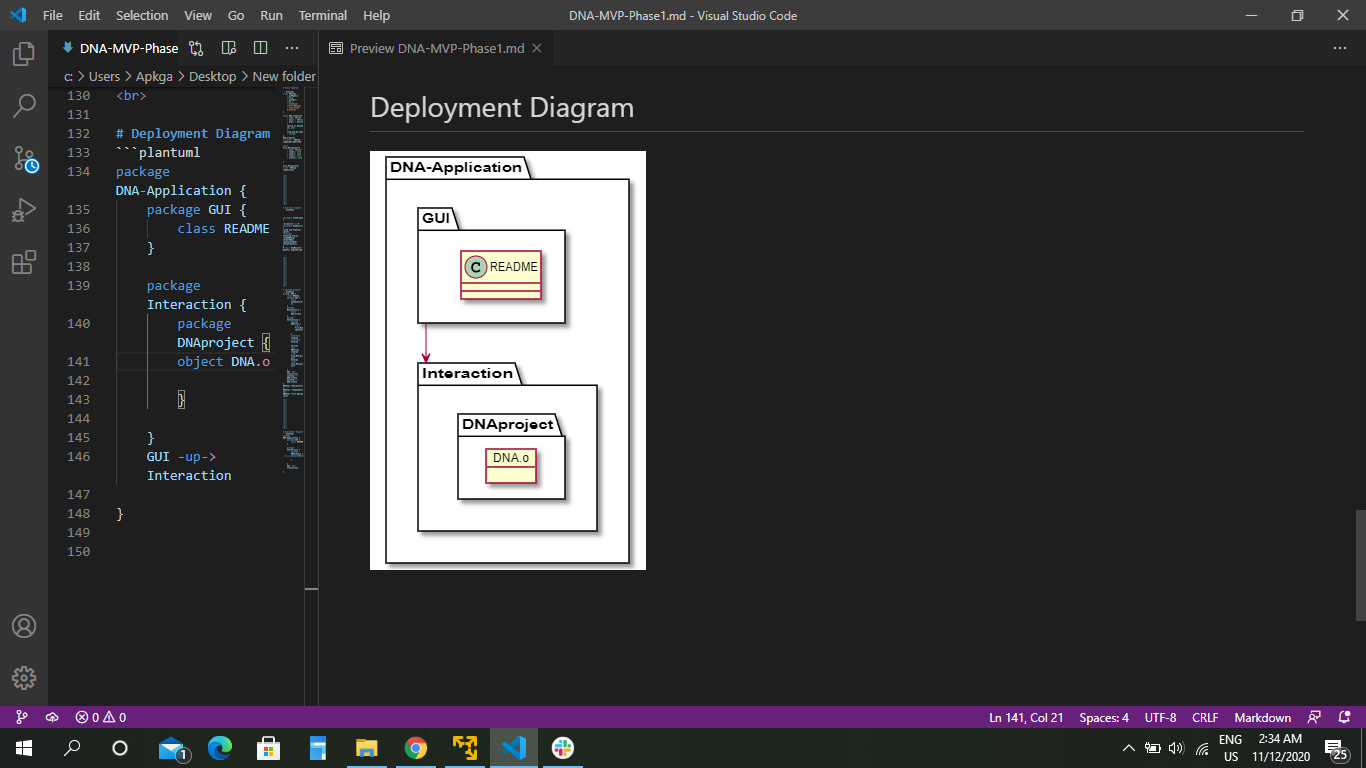 File Edit Selection View Go Run Terminal Help
DNA-MVP-Phase1.md - Visual Studio Code
DNA-MVP-Phase
Preview DNA-MVP-Phase1.md
c: > Users > Apkga > Desktop > New folder
130 <br>
131
132 # Deployment Diagram
133 ```plantuml
134 package
DNA-Application {
135 package GUI {
136 class README
137 }
138
139 package
Interaction {
140 package
DNAproject {
141 object DNA.o
142
143 }
144
145 }
146 GUI -up->
Interaction
147
148 }
149
150
Deployment Diagram
DNA-Application
GUI
C README
Interaction
DNAproject
DNA.o
0 0
Ln 141, Col 21 Spaces: 4 UTF-8 CRLF Markdown
1
ENG
US
2:34 AM
11/12/2020
25